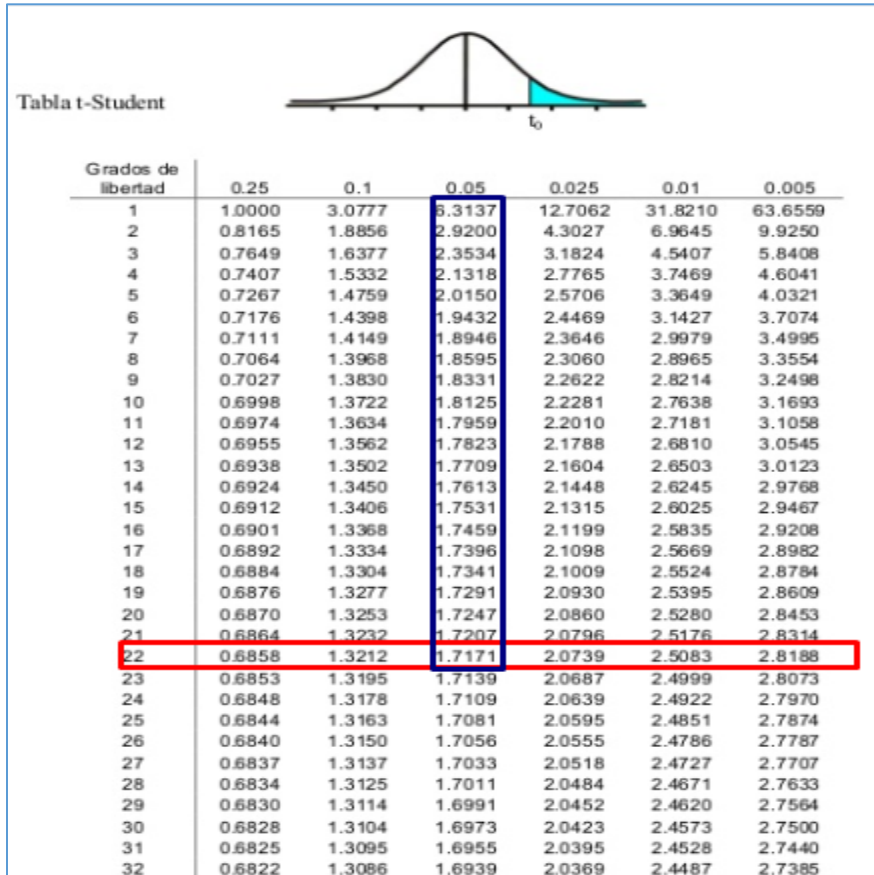 Tabla t-Student
t₀
Grados de
libertad 0.25 0.1 0.05 0.025 0.01 0.005
1 1.0000 3.0777 6.3137 12.7062 31.8210 63.6559
2 0.8165 1.8856 2.9200 4.3027 6.9645 9.9250
3 0.7649 1.6377 2.3534 3.1824 4.5407 5.8408
4 0.7407 1.5332 2.1318 2.7765 3.7469 4.6041
5 0.7267 1.4759 2.0150 2.5706 3.3649 4.0321
6 0.7176 1.4398 1.9432 2.4469 3.1427 3.7074
7 0.7111 1.4149 1.8946 2.3646 2.9979 3.4995
8 0.7064 1.3968 1.8595 2.3060 2.8965 3.3554
9 0.7027 1.3830 1.8331 2.2622 2.8214 3.2498
10 0.6998 1.3722 1.8125 2.2281 2.7638 3.1693
11 0.6974 1.3634 1.7959 2.2010 2.7181 3.1058
12 0.6955 1.3562 1.7823 2.1788 2.6810 3.0545
13 0.6938 1.3502 1.7709 2.1604 2.6503 3.0123
14 0.6924 1.3450 1.7613 2.1448 2.6245 2.9768
15 0.6912 1.3406 1.7531 2.1315 2.6025 2.9467
16 0.6901 1.3368 1.7459 2.1199 2.5835 2.9208
17 0.6892 1.3334 1.7396 2.1098 2.5669 2.8982
18 0.6884 1.3304 1.7341 2.1009 2.5524 2.8784
19 0.6876 1.3277 1.7291 2.0930 2.5395 2.8609
20 0.6870 1.3253 1.7247 2.0860 2.5280 2.8453
21 0.6864 1.3232 1.7207 2.0796 2.5176 2.8314
22 0.6858 1.3212 1.7171 2.0739 2.5083 2.8188
23 0.6853 1.3195 1.7139 2.0687 2.4999 2.8073
24 0.6848 1.3178 1.7109 2.0639 2.4922 2.7970
25 0.6844 1.3163 1.7081 2.0595 2.4851 2.7874
26 0.6840 1.3150 1.7056 2.0555 2.4786 2.7787
27 0.6837 1.3137 1.7033 2.0518 2.4727 2.7707
28 0.6834 1.3125 1.7011 2.0484 2.4671 2.7633
29 0.6830 1.3114 1.6991 2.0452 2.4620 2.7564
30 0.6828 1.3104 1.6973 2.0423 2.4573 2.7500
31 0.6825 1.3095 1.6955 2.0395 2.4528 2.7440
32 0.6822 1.3086 1.6939 2.0369 2.4487 2.7385